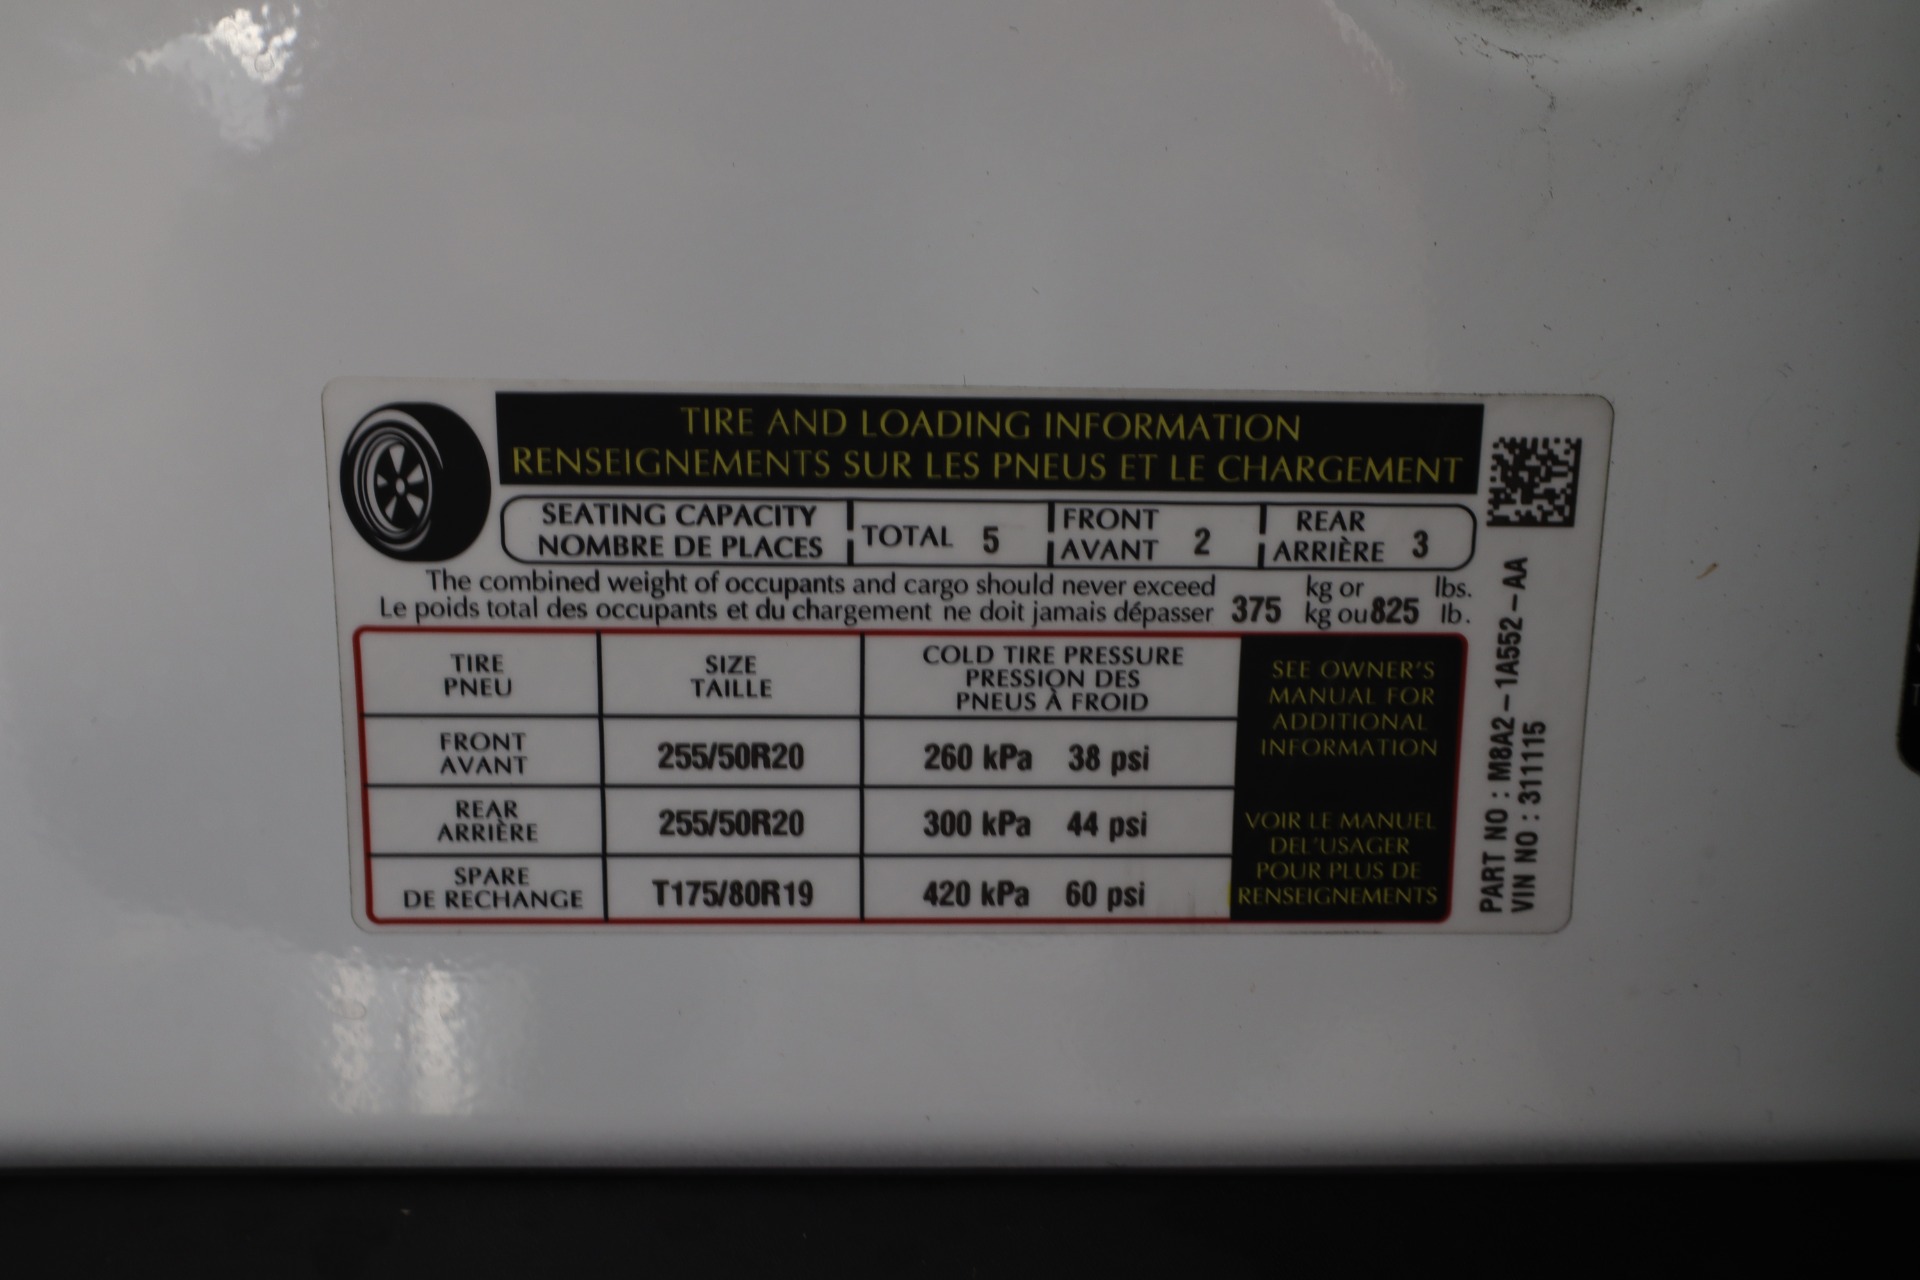 TIRE AND LOADING INFORMATION
RENSEIGNEMENTS SUR LES PNEUS ET LE CHARGEMENT
SEATING CAPACITY
NOMBRE DE PLACES
TOTAL 5
FRONT
AVANT 2
REAR
ARRIÈRE 3
The combined weight of occupants and cargo should never exceed kg or lbs.
Le poids total des occupants et du chargement ne doit jamais dépasser 375 kg ou 825 lb.
TIRE
PNEU
SIZE
TAILLE
COLD TIRE PRESSURE
PRESSION DES
PNEUS À FROID
FRONT
AVANT
255/50R20
260 kPa 38 psi
REAR
ARRIÈRE
255/50R20
300 kPa 44 psi
SPARE
DE RECHANGE
T175/80R19
420 kPa 60 psi
SEE OWNER'S
MANUAL FOR
ADDITIONAL
INFORMATION
VOIR LE MANUEL
DEL'USAGER
POUR PLUS DE
RENSEIGNEMENTS
PART NO : M8A2-1A552-AA
VIN NO : 311115